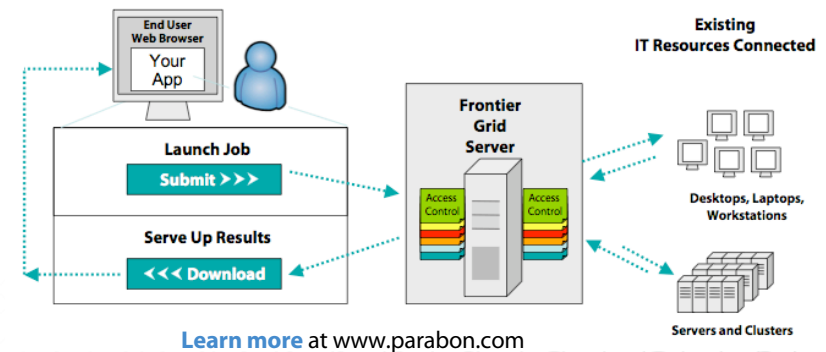 End User
Web Browser
Your
App
Launch Job
Submit >>>
Serve Up Results
<<< Download
Frontier
Grid
Server
Access
Control
Access
Control
Existing
IT Resources Connected
Desktops, Laptops,
Workstations
Servers and Clusters
Learn more at www.parabon.com